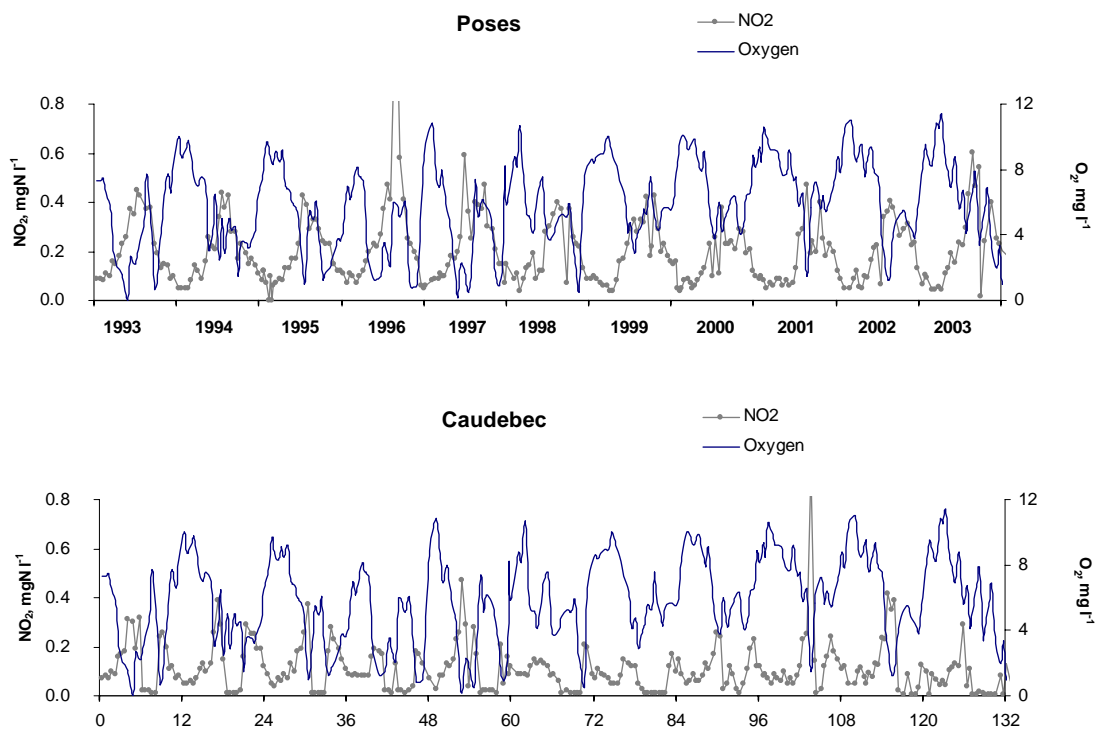 Poses
NO2
Oxygen
0.8
0.6
0.4
0.2
0.0
NO₂, mgN l⁻¹
12
8
4
0
O₂, mg l⁻¹
1993 1994 1995 1996 1997 1998 1999 2000 2001 2002 2003
Caudebec
NO2
Oxygen
0.8
0.6
0.4
0.2
0.0
NO₂, mgN l⁻¹
12
8
4
0
O₂, mg l⁻¹
0 12 24 36 48 60 72 84 96 108 120 132